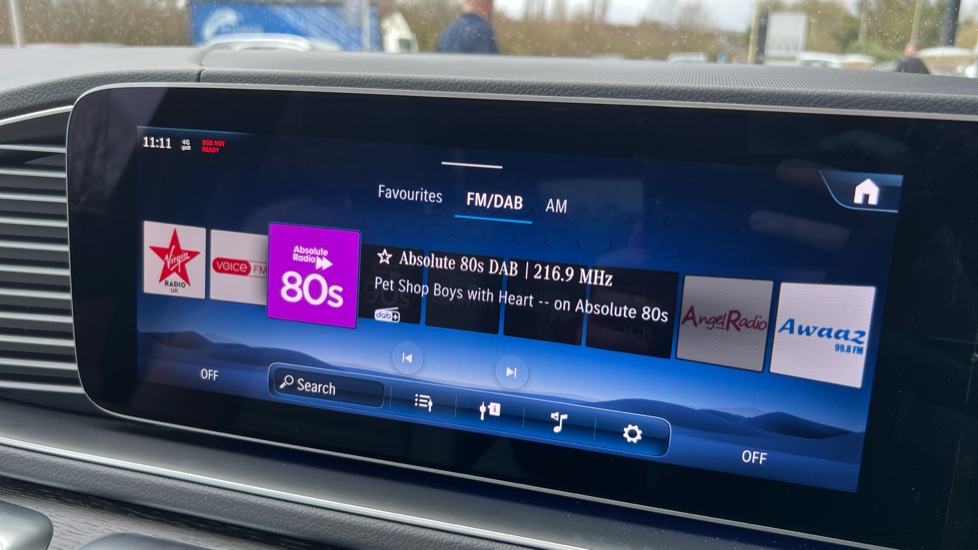 11:11 4G
SOS NOT
READY
Favourites FM/DAB AM
Virgin
RADIO
UK
VOICE FM
Absolute
Radio
80s
Absolute 80s DAB | 216.9 MHz
Pet Shop Boys with Heart -- on Absolute 80s
dab+
Angel Radio
Awaaz
99.8 FM
OFF
Search
OFF